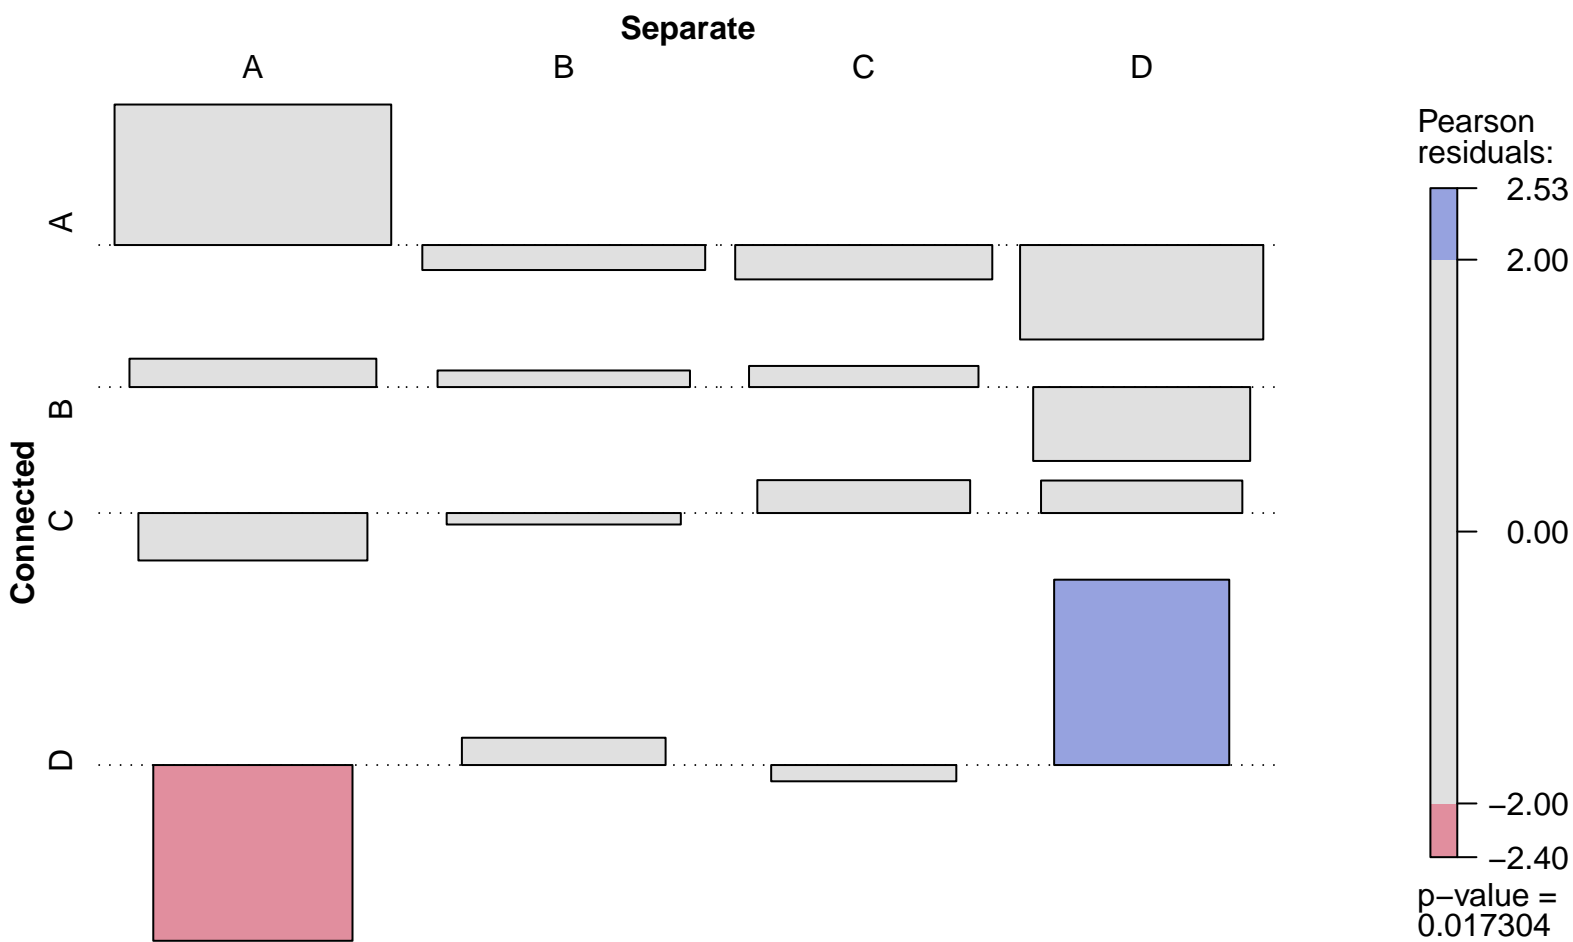 Separate
A B C D
Connected
A
B
C
D
Pearson
residuals:
2.53
2.00
0.00
−2.00
−2.40
p−value =
0.017304